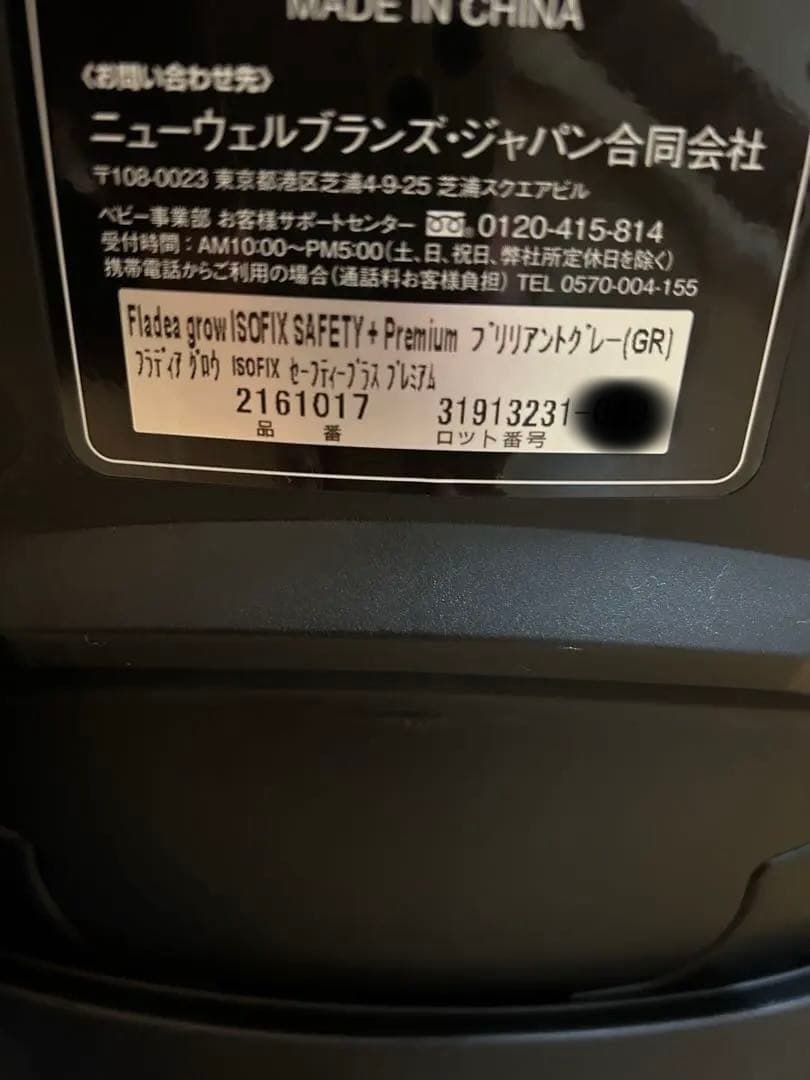 MADE IN CHINA
《お問い合わせ先》
ニューウェルブランズ・ジャパン合同会社
〒108-0023 東京都港区芝浦4-9-25 芝浦スクエアビル
ベビー事業部 お客様サポートセンター 0120-415-814
受付時間：AM10:00～PM5:00(土、日、祝日、弊社所定休日を除く)
携帯電話からご利用の場合(通話料お客様負担) TEL 0570-004-155
Fladea grow ISOFIX SAFETY+Premium ブリリアントグレー(GR)
フラディア グロウ ISOFIX セーフティープラス プレミアム
2161017 31913231-
品番 ロット番号